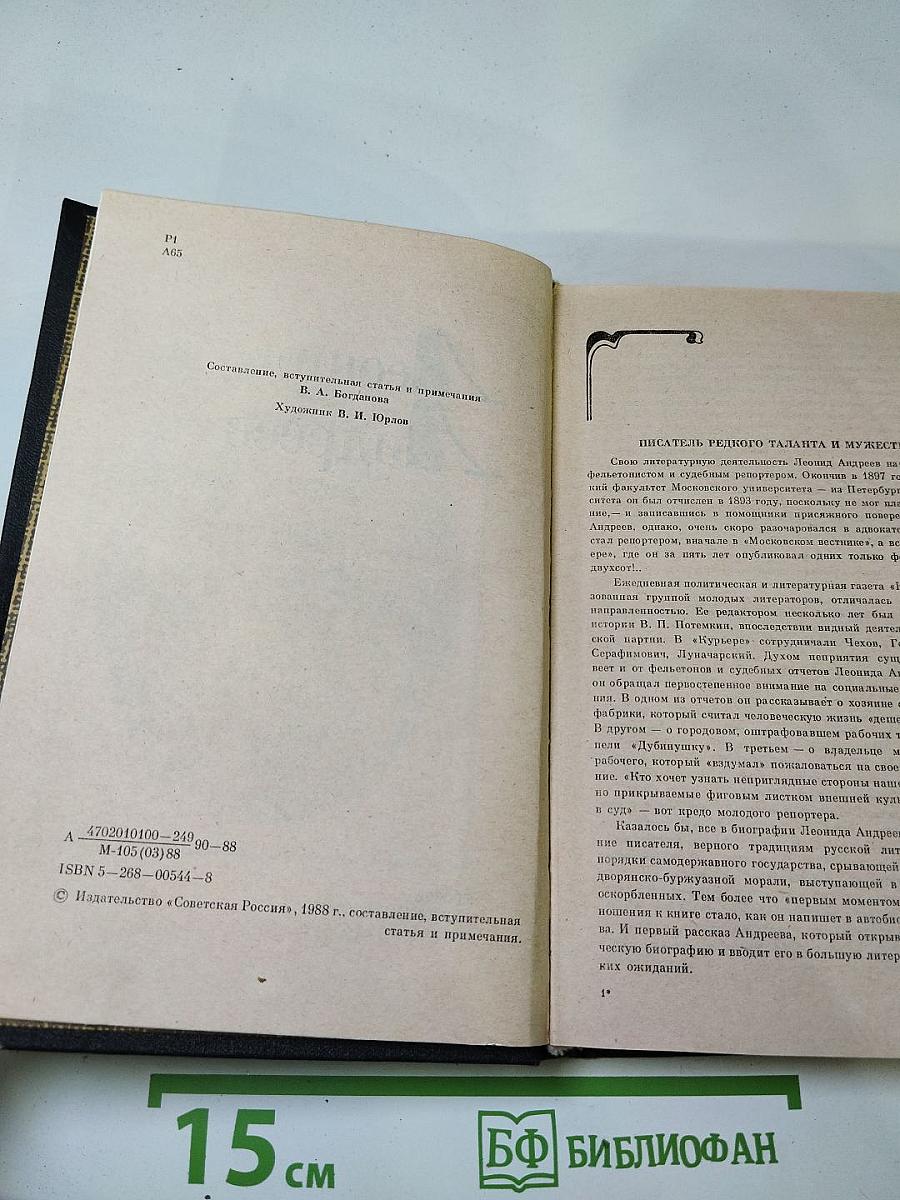 Р1
А65
Составление, вступительная статья и примечания
В. А. Богданова
Художник В. И. Юрлов
А 4702010100—249 90—88
М-105(03)88
ISBN 5—268—00544—8
© Издательство «Советская Россия», 1988 г., составление, вступительная
статья и примечания.
ПИСАТЕЛЬ РЕДКОГО ТАЛАНТА И МУЖЕСТ
Свою литературную деятельность Леонид Андреев на
фельетонистом и судебным репортером. Окончив в 1897 го
кий факультет Московского университета — из Петербург
ситета он был отчислен в 1893 году, поскольку не мог пла
ние,— и записавшись в помощники присяжного повере
Андреев, однако, очень скоро разочаровался в адвокат
стал репортером, вначале в «Московском вестнике», а вс
ере», где он за пять лет опубликовал одних только ф
двухсот!..
Ежедневная политическая и литературная газета «
зованная группой молодых литераторов, отличалась
направленностью. Ее редактором несколько лет был
истории В. П. Потемкин, впоследствии видный деятел
ской партии. В «Курьере» сотрудничали Чехов, Го
Серафимович, Луначарский. Духом неприятия сущ
веет и от фельетонов и судебных отчетов Леонида Ан
он обращал первостепенное внимание на социальные
ния. В одном из отчетов он рассказывает о хозяине
фабрики, который считал человеческую жизнь «деше
В другом — о городовом, оштрафовавшем рабочих т
пели «Дубинушку». В третьем — о владельце м
рабочего, который «вздумал» пожаловаться на свое
ние. «Кто хочет узнать неприглядные стороны наше
но прикрываемые фиговым листком внешней куль
в суд» — вот кредо молодого репортера.
Казалось бы, все в биографии Леонида Андрее
ние писателя, верного традициям русской лит
порядки самодержавного государства, срывающей
дворянско-буржуазной морали, выступающей в
оскорбленных. Тем более что «первым моментом
ношения к книге стало, как он напишет в автобио
ва. И первый рассказ Андреева, который открыв
ческую биографию и вводит его в большую литер
ких ожиданий.
1*
15 см
БФ БИБЛИОФАН